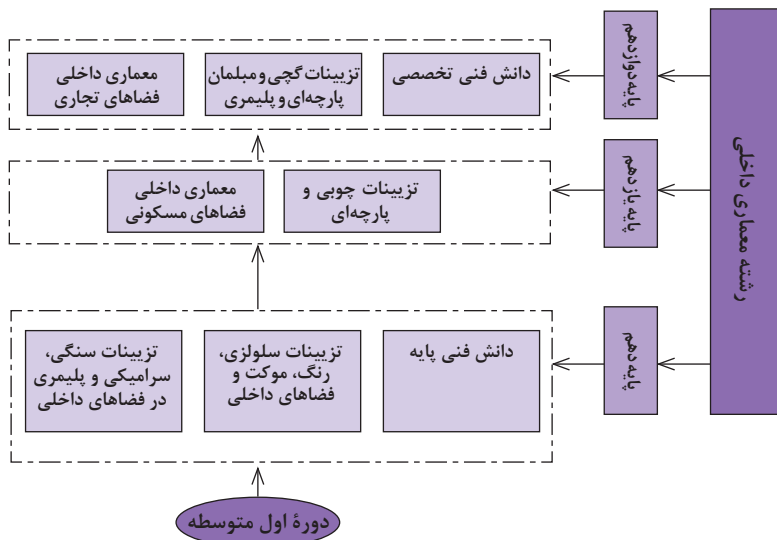 رشته معماری داخلی
پایه دوازدهم
دانش فنی تخصصی
تزیینات گچی و مبلمان
پارچه‌ای و پلیمری
معماری داخلی
فضاهای تجاری
پایه یازدهم
تزیینات چوبی و
پارچه‌ای
معماری داخلی
فضاهای مسکونی
پایه دهم
دانش فنی پایه
تزیینات سلولزی،
رنگ، موکت و
فضاهای داخلی
تزیینات سنگی،
سرامیکی و پلیمری
در فضاهای داخلی
دورهٔ اول متوسطه